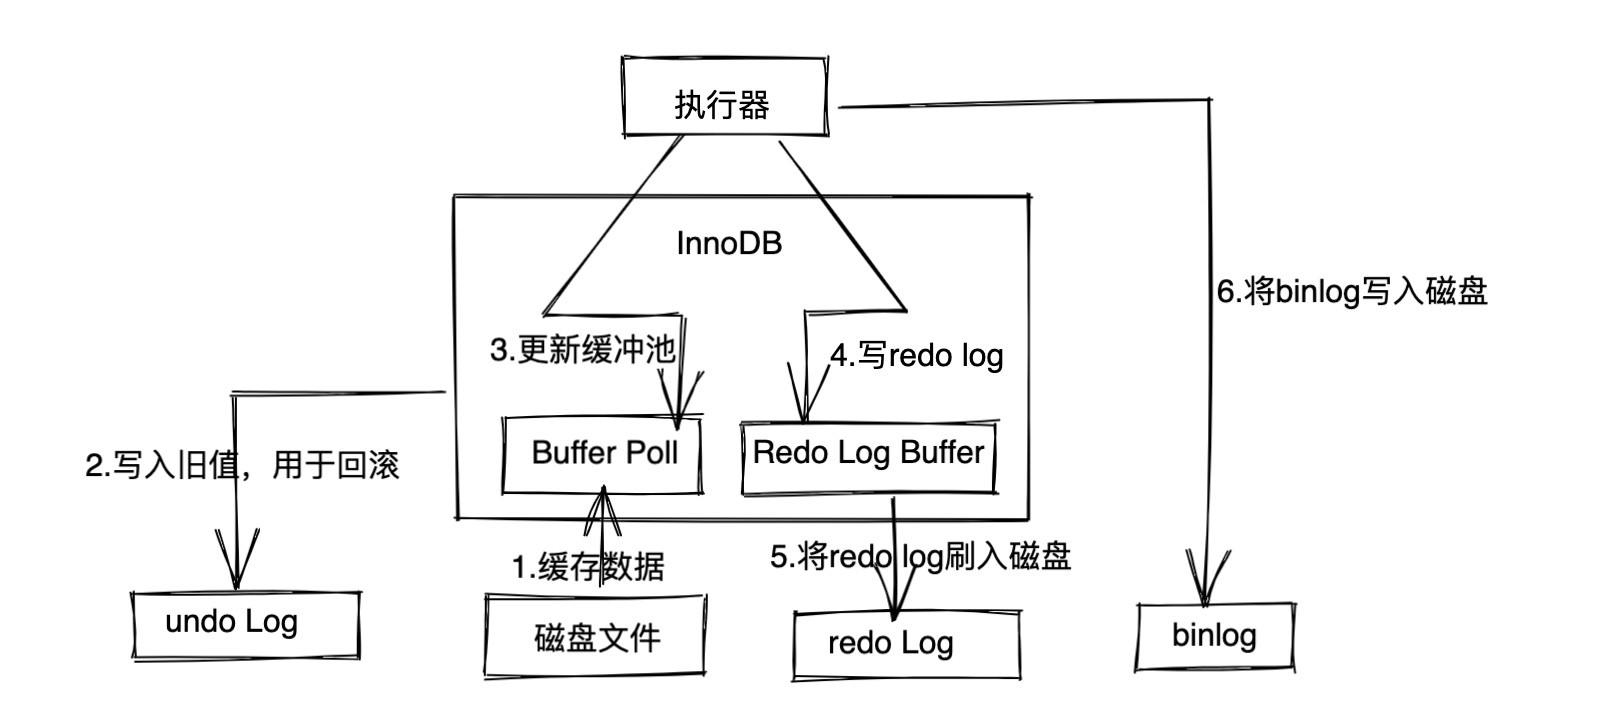 执行器
InnoDB
6.将binlog写入磁盘
3.更新缓冲池
4.写redo log
2.写入旧值，用于回滚
Buffer Poll
Redo Log Buffer
1.缓存数据
5.将redo log刷入磁盘
undo Log
磁盘文件
redo Log
binlog